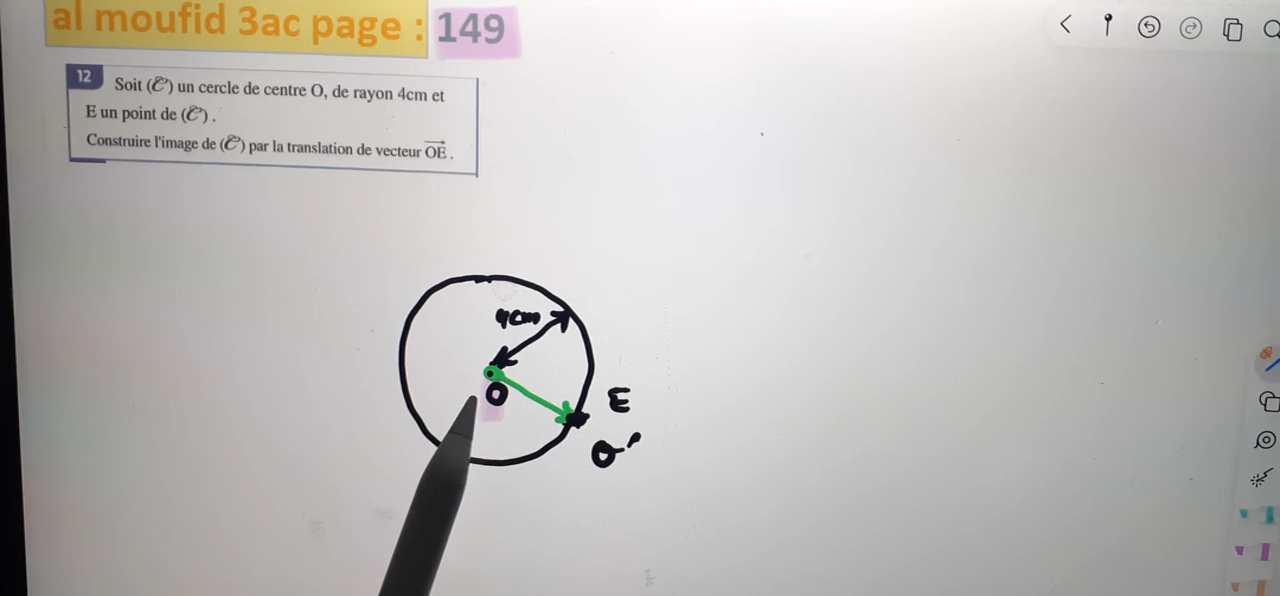 al moufid 3ac page : 149
12
Soit (𝒞) un cercle de centre O, de rayon 4cm et
E un point de (𝒞).
Construire l'image de (𝒞) par la translation de vecteur OE.
4cm
O
E
O'